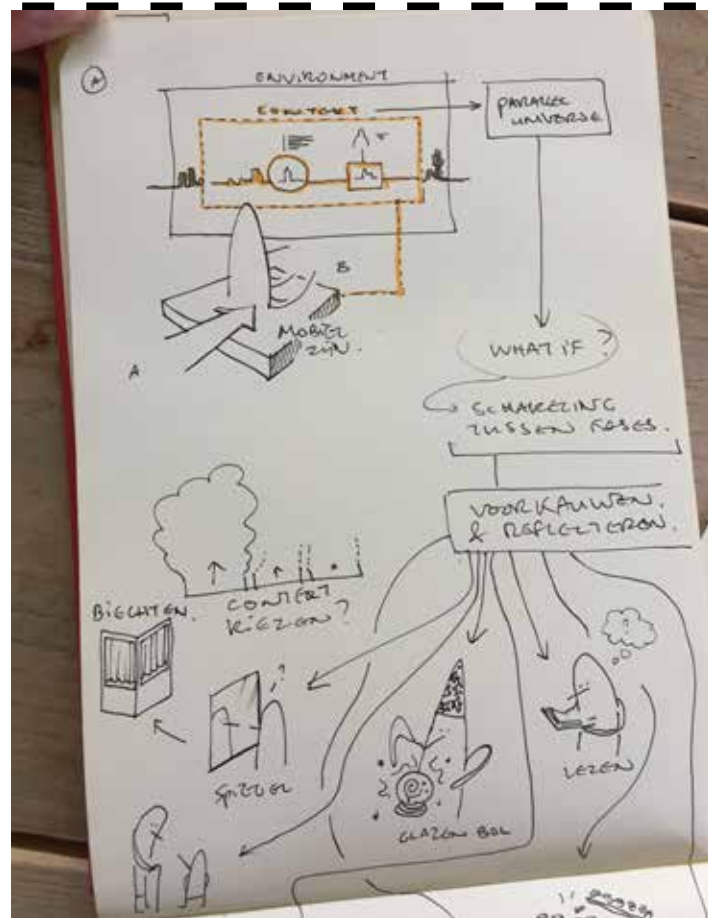 A
ENVIRONMENT
CONTEXT
PARALLEL
UNIVERSE
B
MOBIEL
ZIJN.
A
WHAT IF?
SCHAKELING
TUSSEN FASES.
VOORKAUWEN.
& REFLECTEREN.
BIECHTEN.
CONTEXT
KIEZEN?
?
?
SPIEGEL
GLAZEN BOL
LEZEN